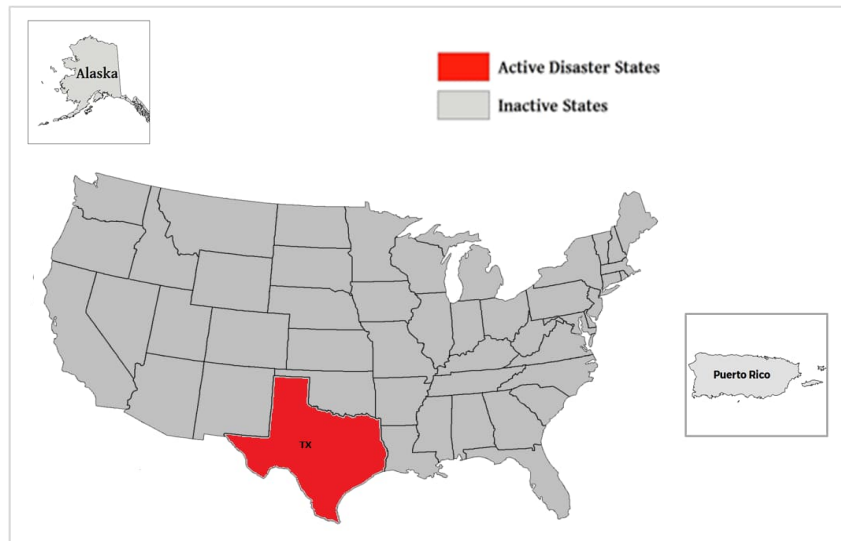 Alaska
Active Disaster States
Inactive States
Puerto Rico
TX